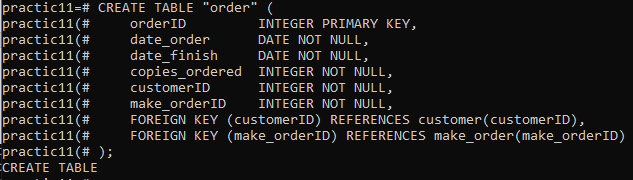 practic11=# CREATE TABLE "order" (
practic11(#     orderID         INTEGER PRIMARY KEY,
practic11(#     date_order      DATE NOT NULL,
practic11(#     date_finish     DATE NOT NULL,
practic11(#     copies_ordered  INTEGER NOT NULL,
practic11(#     customerID      INTEGER NOT NULL,
practic11(#     make_orderID    INTEGER NOT NULL,
practic11(#     FOREIGN KEY (customerID) REFERENCES customer(customerID),
practic11(#     FOREIGN KEY (make_orderID) REFERENCES make_order(make_orderID)
practic11(# );
CREATE TABLE